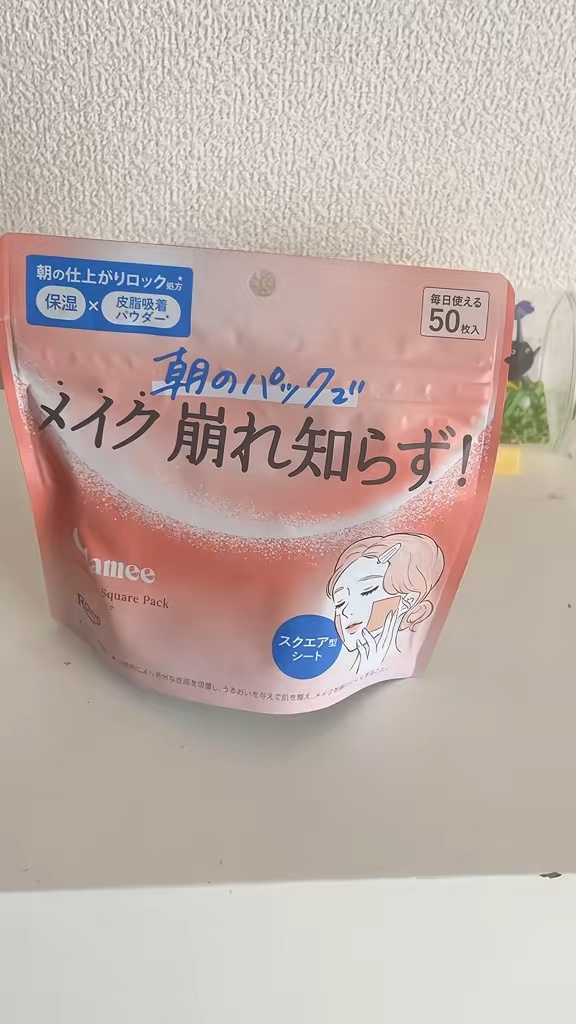 朝の仕上がりロック*処方
保湿 × 皮脂吸着
パウダー*
毎日使える
50枚入
朝のパックで
メイク崩れ知らず!
amee
Square Pack
スクエア型
シート